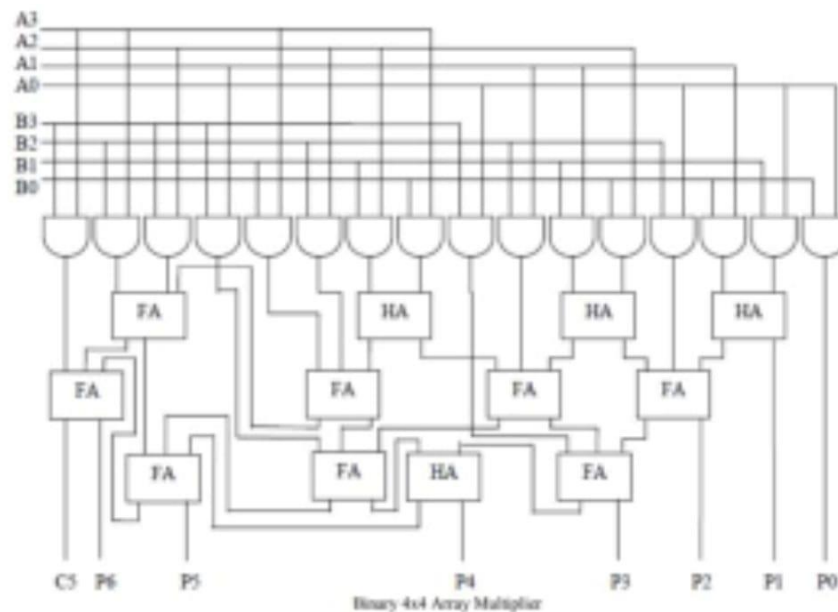 A3
A2
A1
A0
B3
B2
B1
B0
FA HA HA HA
FA FA FA FA
FA FA HA FA
C5 P6 P5 P4 P3 P2 P1 P0
Binary 4x4 Array Multiplier